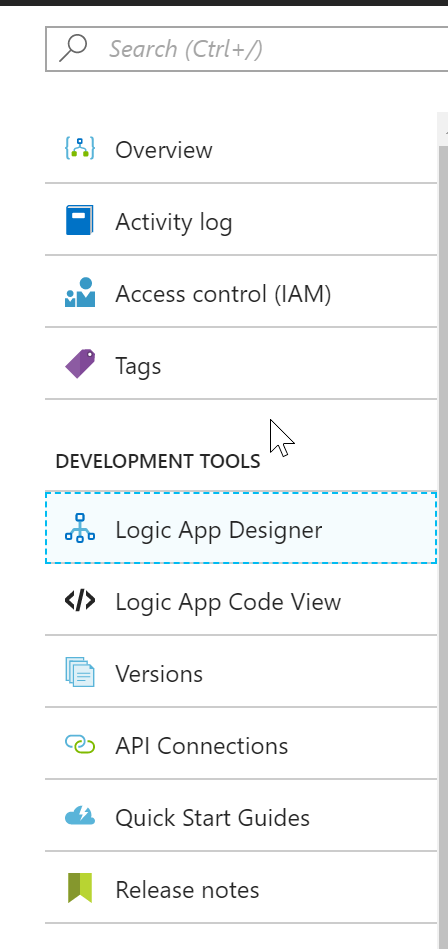 Search (Ctrl+/)
Overview
Activity log
Access control (IAM)
Tags
DEVELOPMENT TOOLS
Logic App Designer
Logic App Code View
Versions
API Connections
Quick Start Guides
Release notes